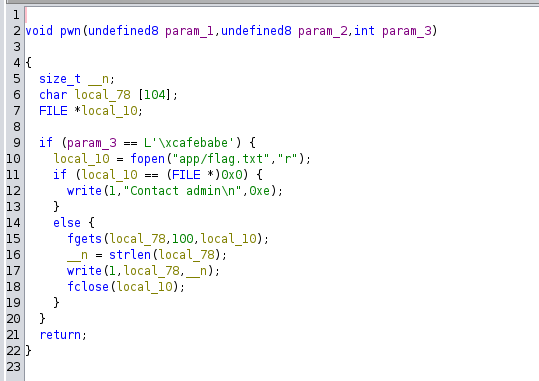 1
2 void pwn(undefined8 param_1,undefined8 param_2,int param_3)
3
4 {
5 size_t __n;
6 char local_78 [104];
7 FILE *local_10;
8
9 if (param_3 == L'\xcafebabe') {
10 local_10 = fopen("app/flag.txt","r");
11 if (local_10 == (FILE *)0x0) {
12 write(1,"Contact admin\n",0xe);
13 }
14 else {
15 fgets(local_78,100,local_10);
16 __n = strlen(local_78);
17 write(1,local_78,__n);
18 fclose(local_10);
19 }
20 }
21 return;
22 }
23